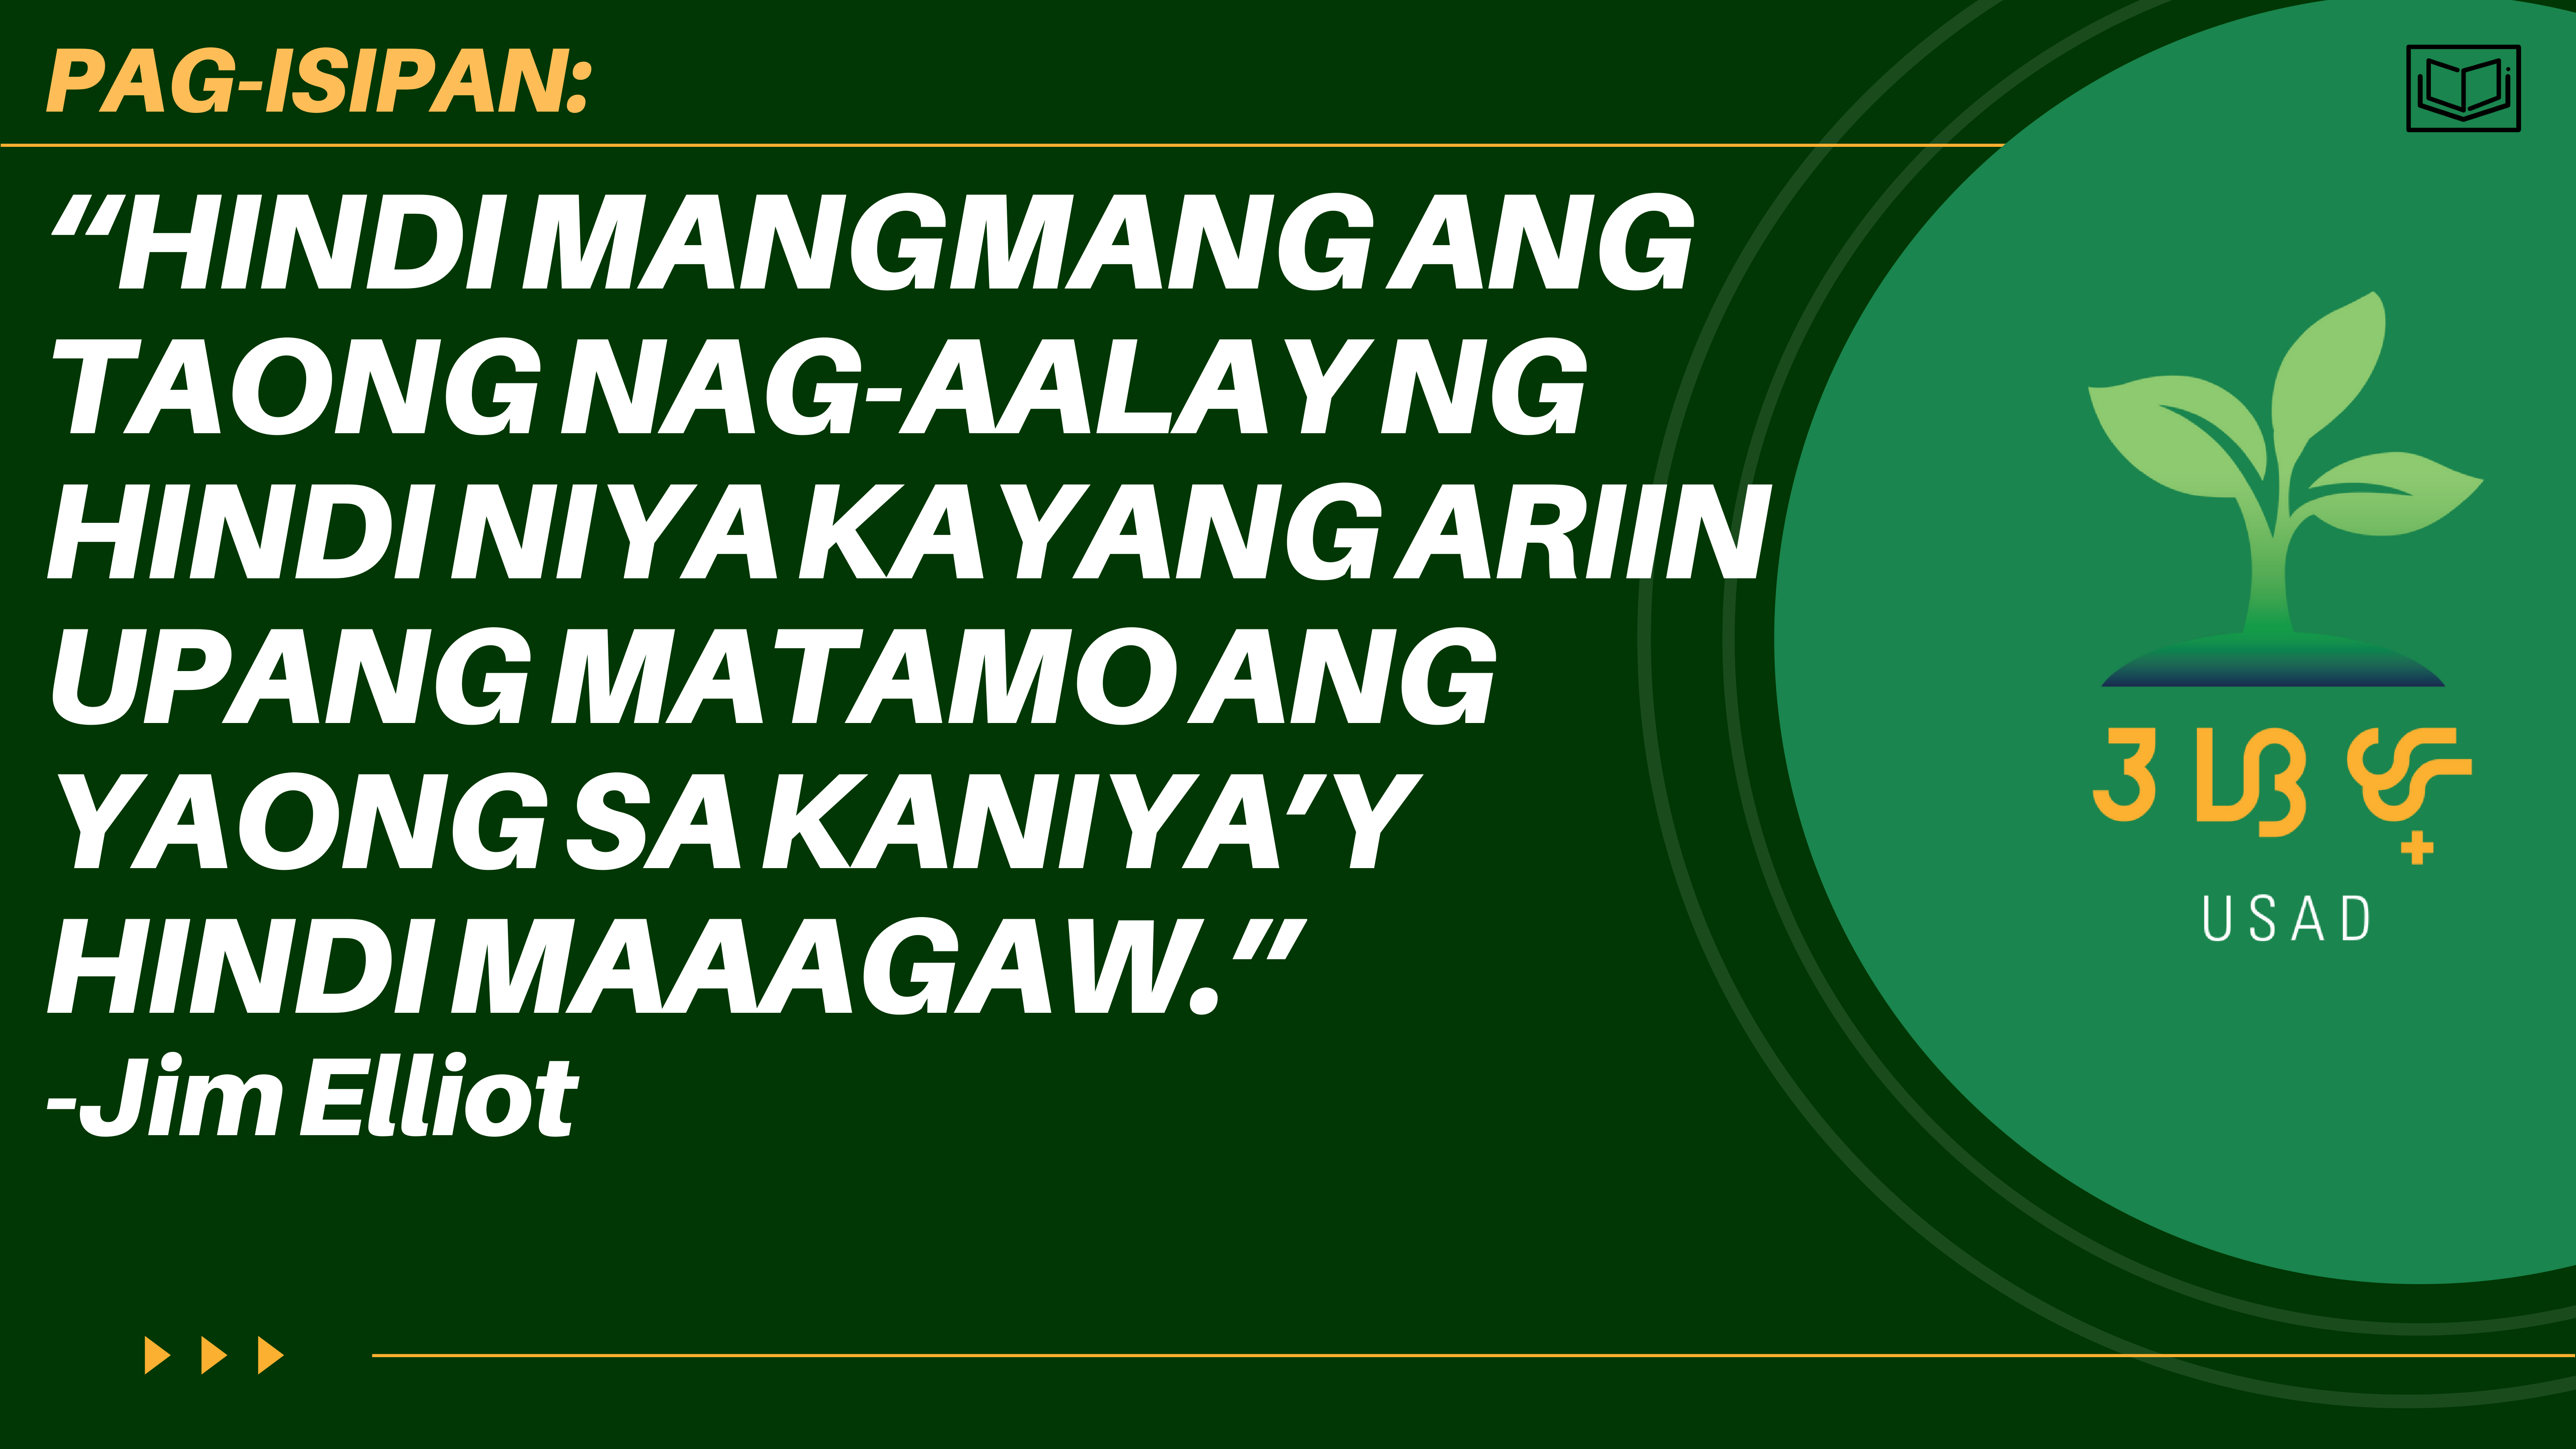 PAG-ISIPAN:
“HINDI MANGMANG ANG
TAONG NAG-AALAY NG
HINDI NIYA KAYANG ARIIN
UPANG MATAMO ANG
YAONG SA KANIYA’Y
HINDI MAAAGAW.”
-Jim Elliot
ᜂᜐᜇ᜔
USAD